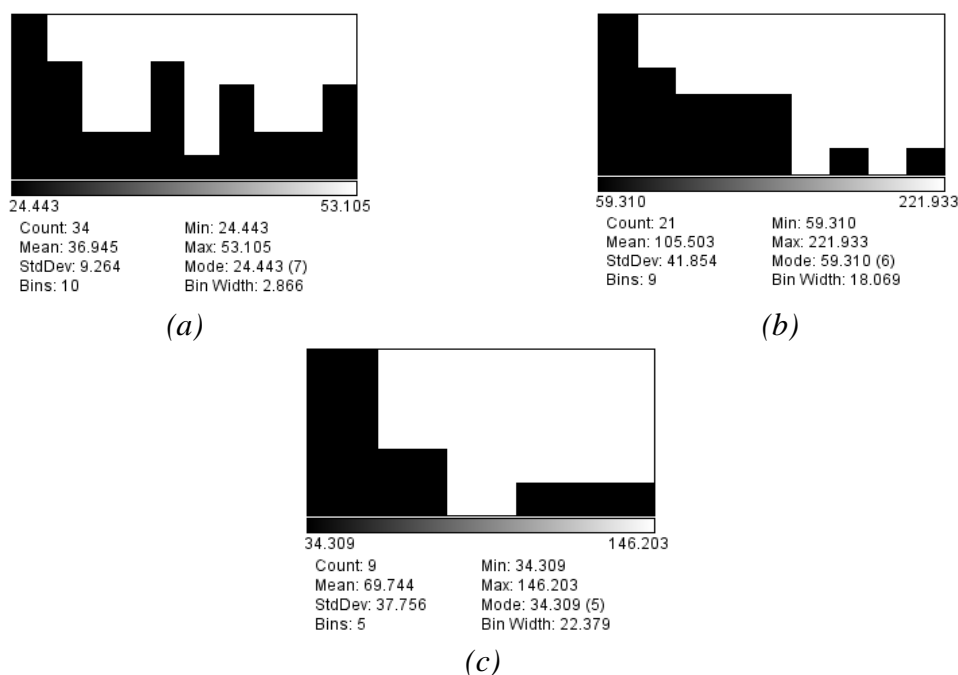 24.443 53.105
Count: 34 Min: 24.443
Mean: 36.945 Max: 53.105
StdDev: 9.264 Mode: 24.443 (7)
Bins: 10 Bin Width: 2.866
(a)
59.310 221.933
Count: 21 Min: 59.310
Mean: 105.503 Max: 221.933
StdDev: 41.854 Mode: 59.310 (6)
Bins: 9 Bin Width: 18.069
(b)
34.309 146.203
Count: 9 Min: 34.309
Mean: 69.744 Max: 146.203
StdDev: 37.756 Mode: 34.309 (5)
Bins: 5 Bin Width: 22.379
(c)